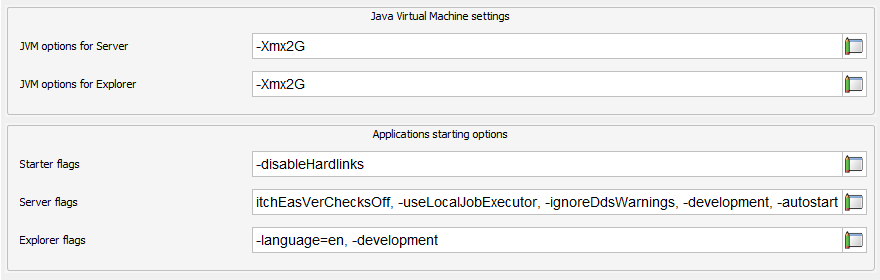 Java Virtual Machine settings
JVM options for Server -Xmx2G
JVM options for Explorer -Xmx2G
Applications starting options
Starter flags -disableHardlinks
Server flags itchEasVerChecksOff, -useLocalJobExecutor, -ignoreDdsWarnings, -development, -autostart
Explorer flags -language=en, -development